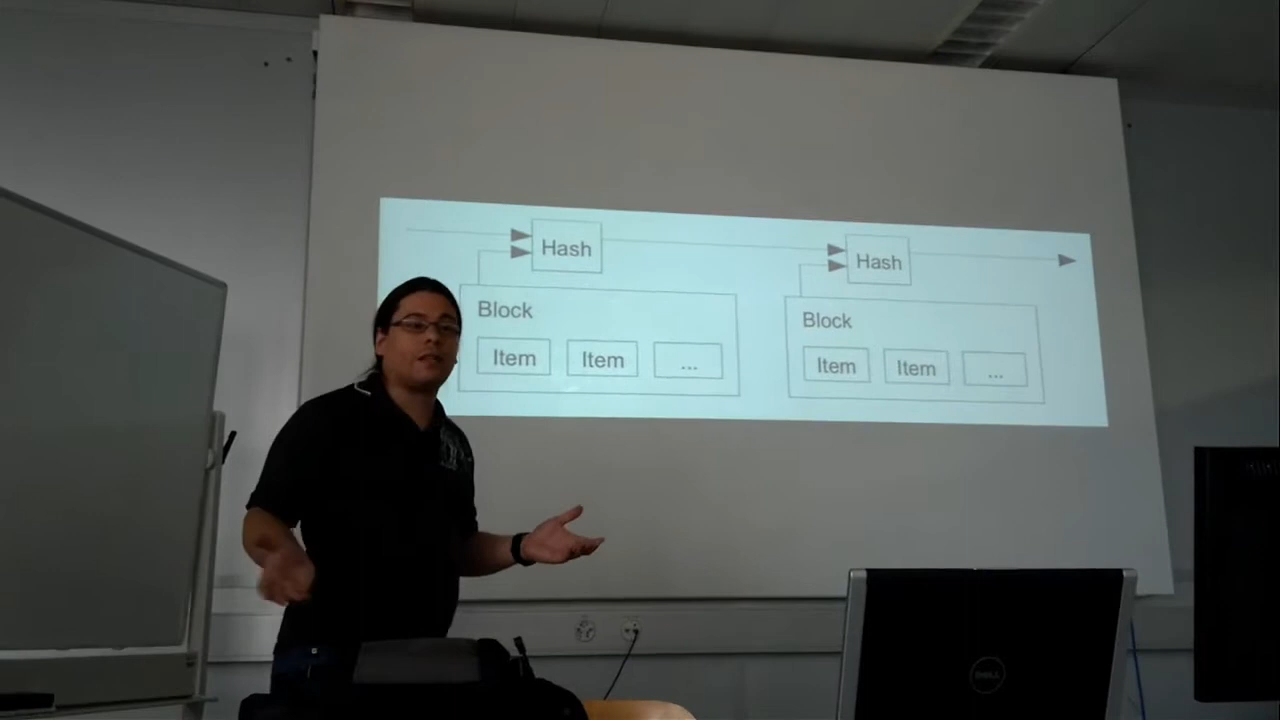 Hash
Hash
Block
Block
Item Item ...
Item Item ...
DELL